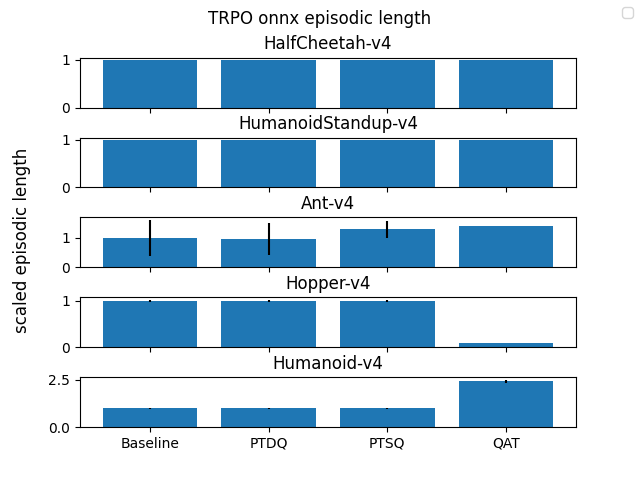 TRPO onnx episodic length
HalfCheetah-v4
1
0
HumanoidStandup-v4
1
0
scaled episodic length
Ant-v4
1
0
Hopper-v4
1
0
Humanoid-v4
2.5
0.0
Baseline PTDQ PTSQ QAT